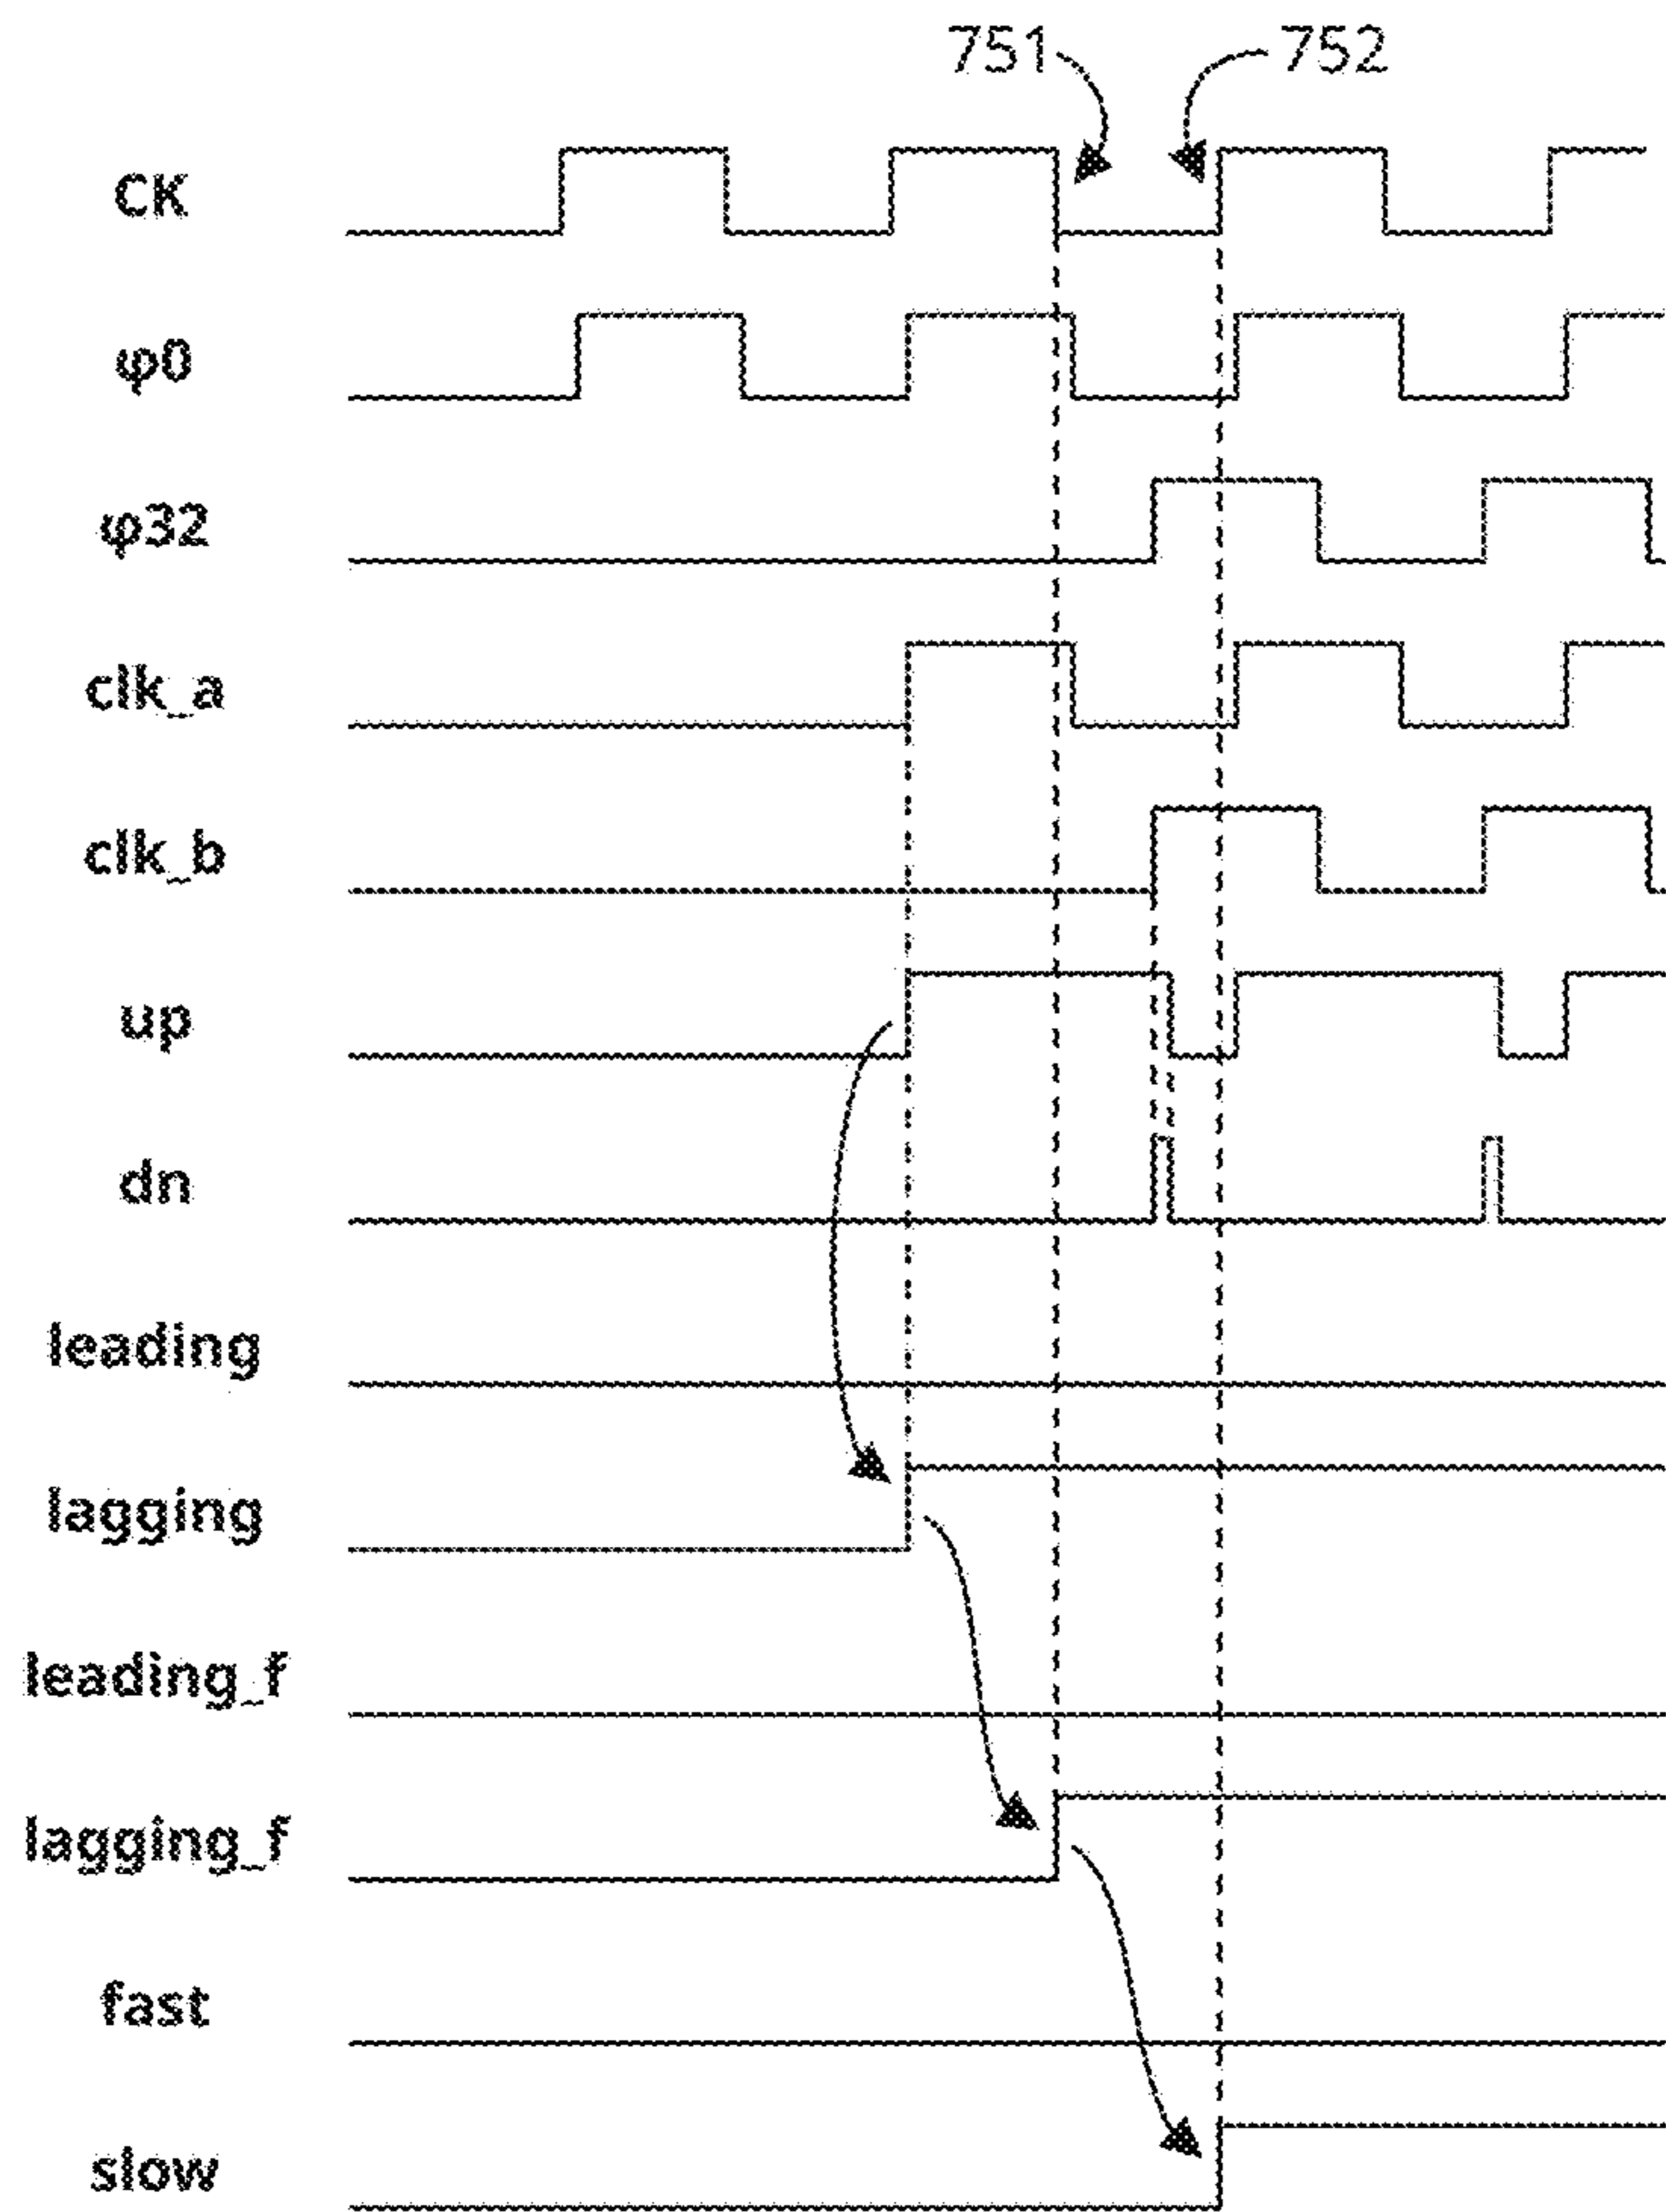 751 752
CK
φ0
φ32
clk_a
clk_b
up
dn
leading
lagging
leading_f
lagging_f
fast
slow